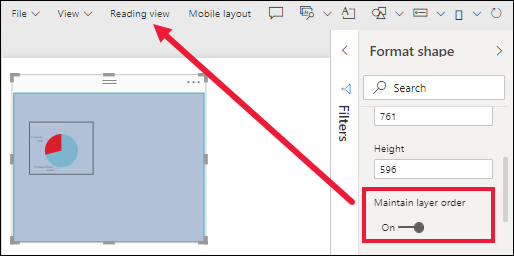 File View Reading view Mobile layout
Format shape
Search
Filters
761
Height
596
Maintain layer order
On